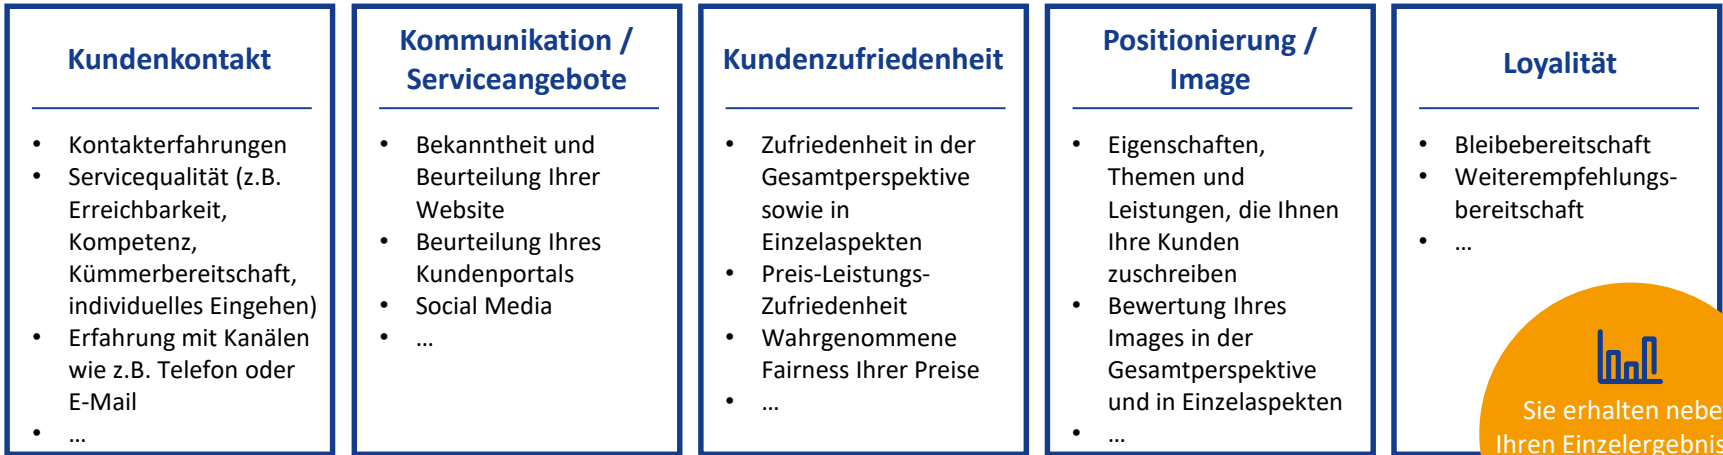 Kundenkontakt
• Kontakterfahrungen
• Servicequalität (z.B.
Erreichbarkeit,
Kompetenz,
Kümmerbereitschaft,
individuelles Eingehen)
• Erfahrung mit Kanälen
wie z.B. Telefon oder
E-Mail
• …
Kommunikation /
Serviceangebote
• Bekanntheit und
Beurteilung Ihrer
Website
• Beurteilung Ihres
Kundenportals
• Social Media
• …
Kundenzufriedenheit
• Zufriedenheit in der
Gesamtperspektive
sowie in
Einzelaspekten
• Preis-Leistungs-
Zufriedenheit
• Wahrgenommene
Fairness Ihrer Preise
• …
Positionierung /
Image
• Eigenschaften,
Themen und
Leistungen, die Ihnen
Ihre Kunden
zuschreiben
• Bewertung Ihres
Images in der
Gesamtperspektive
und in Einzelaspekten
• …
Loyalität
• Bleibebereitschaft
• Weiterempfehlungs-
bereitschaft
• …
Sie erhalten
Ihren